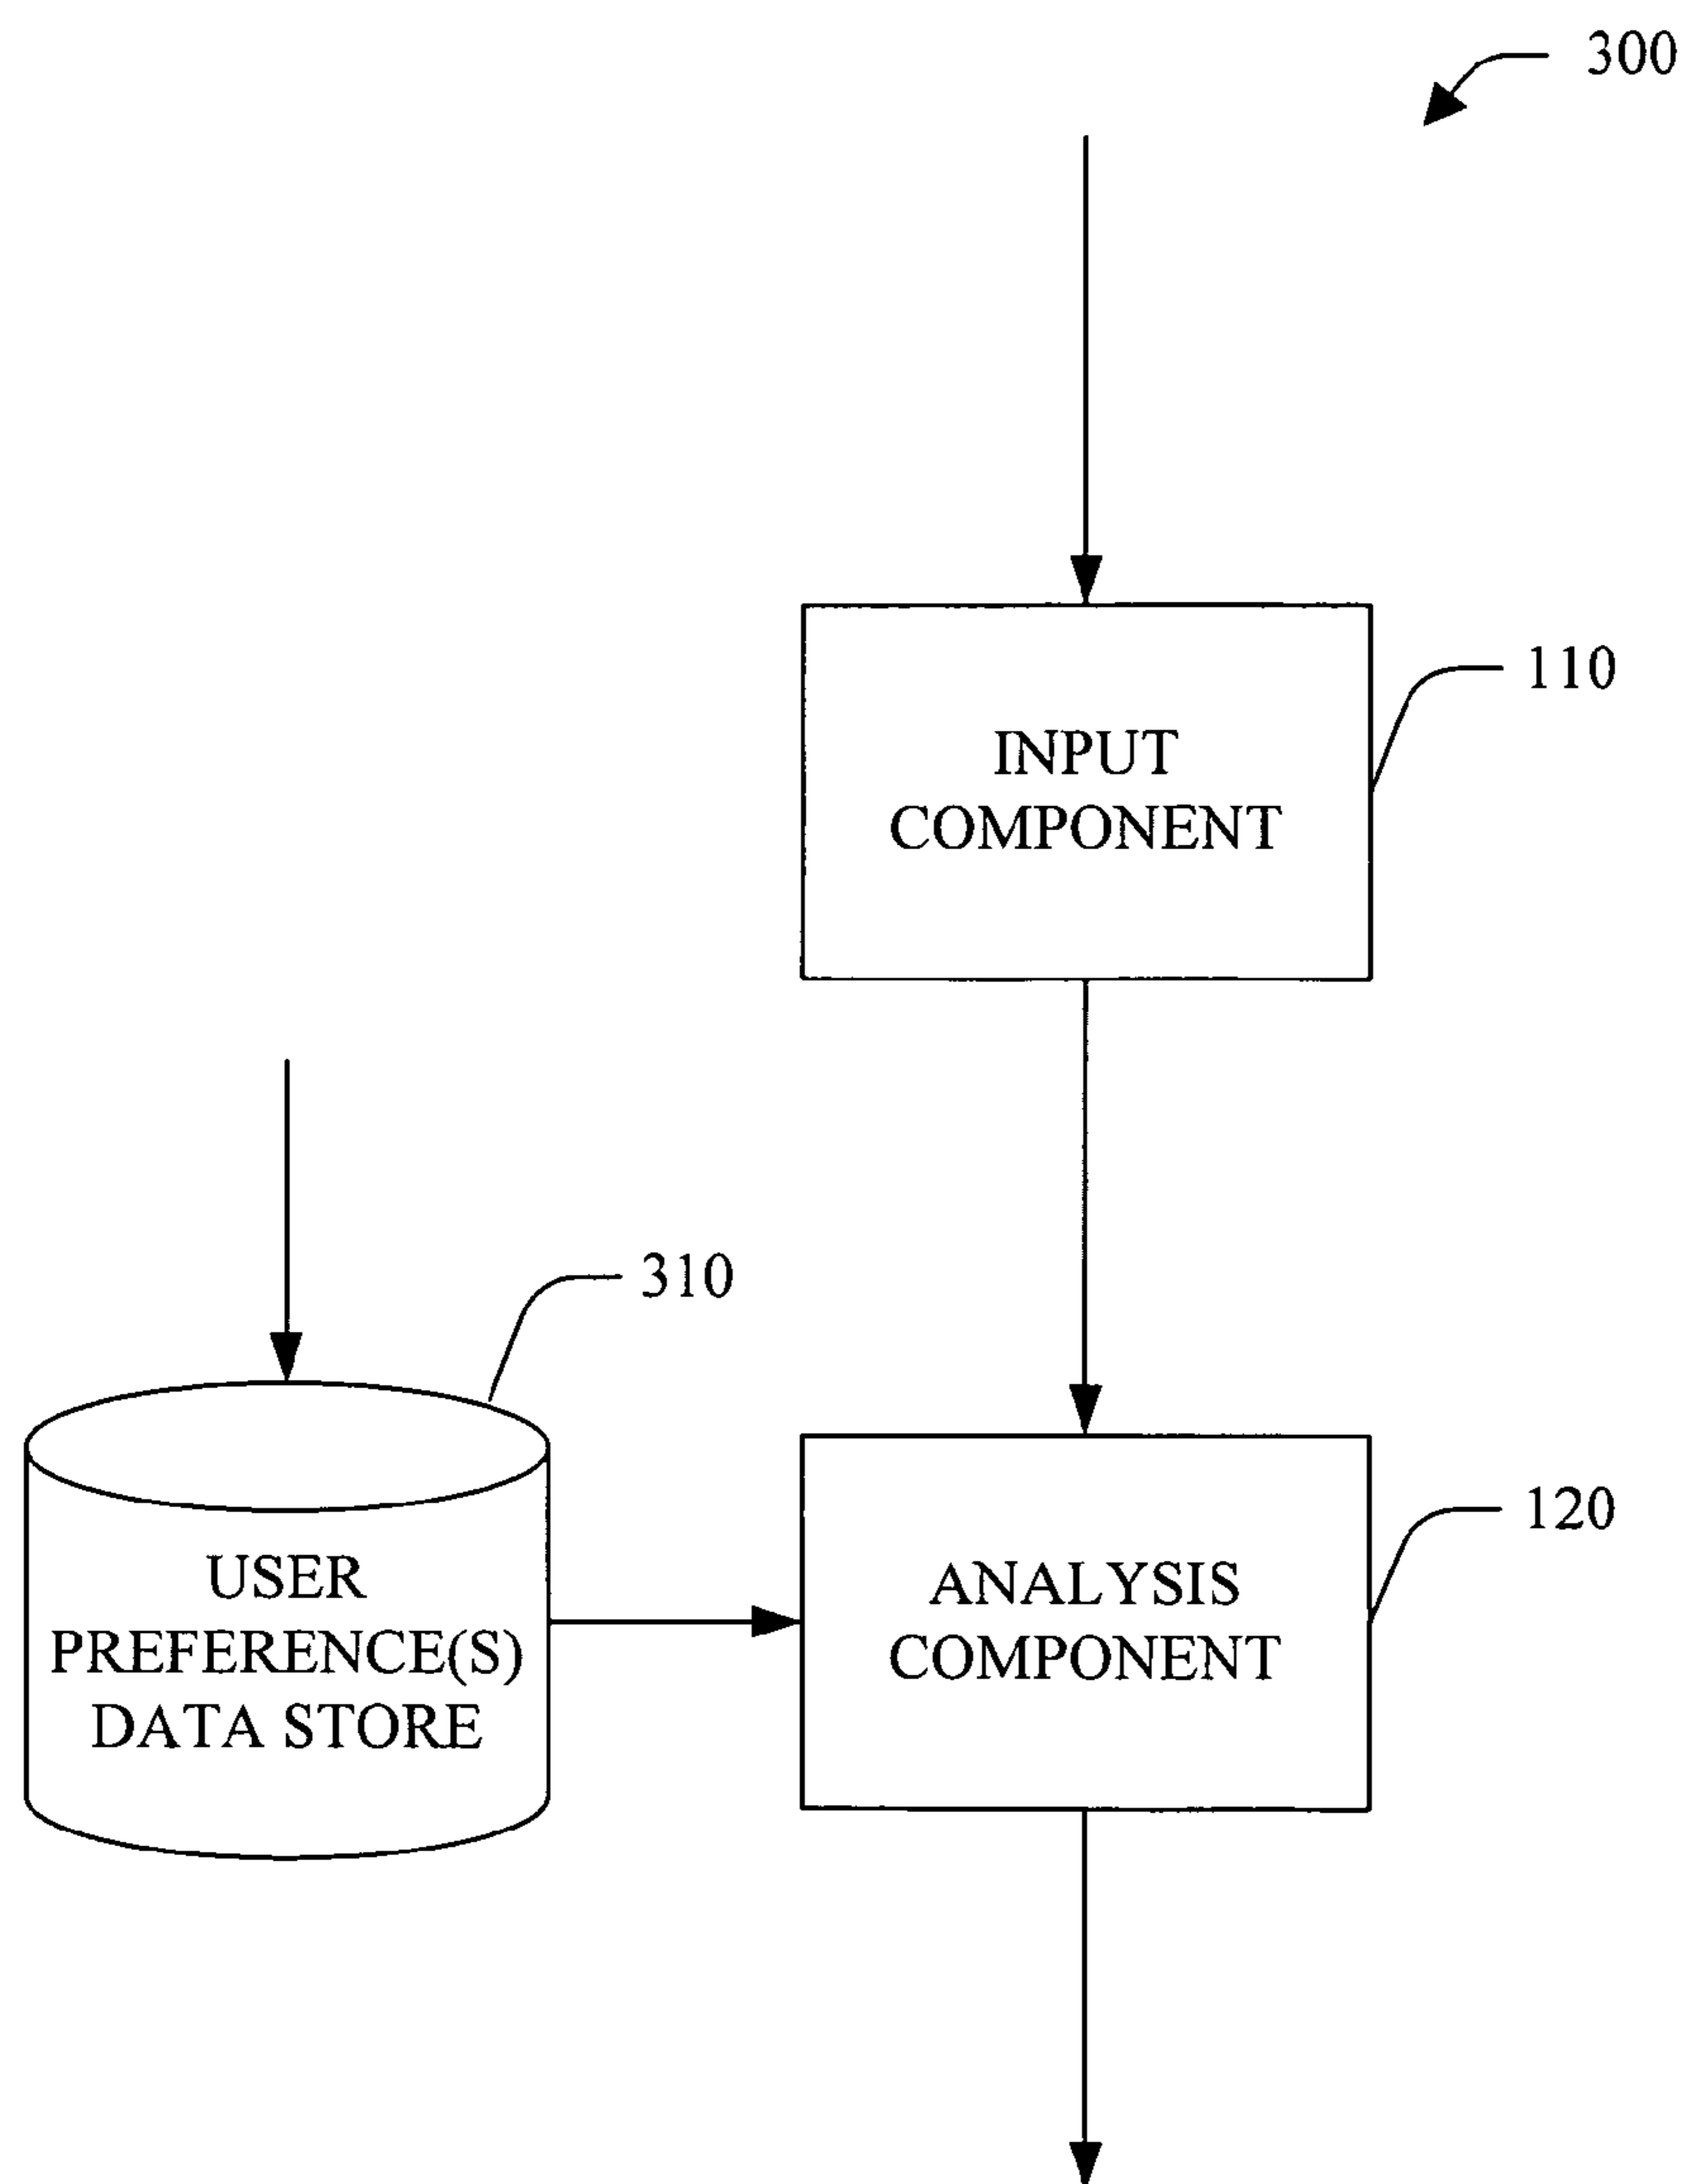 300
110
INPUT
COMPONENT
310
120
USER
PREFERENCE(S)
DATA STORE
ANALYSIS
COMPONENT